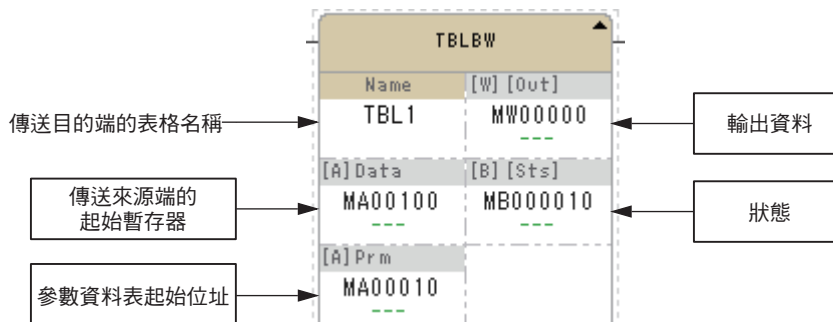 TBLBW
Name [W][Out]
傳送目的端的表格名稱 TBL1 MW00000 輸出資料
---
[A]Data [B][Sts]
傳送來源端的
起始暫存器
MA00100 MB000010 狀態
--- ---
[A]Prm
參數資料表起始位址 MA00010
---